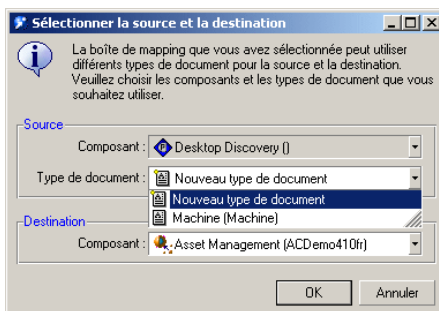 Sélectionner la source et la destination
La boîte de mapping que vous avez sélectionnée peut utiliser
différents types de document pour la source et la destination.
Veuillez choisir les composants et les types de document que vous
souhaitez utiliser.
Source
Composant : Desktop Discovery ()
Type de document : Nouveau type de document
Nouveau type de document
Machine (Machine)
Destination
Composant : Asset Management (ACDemo410fr)
OK Annuler